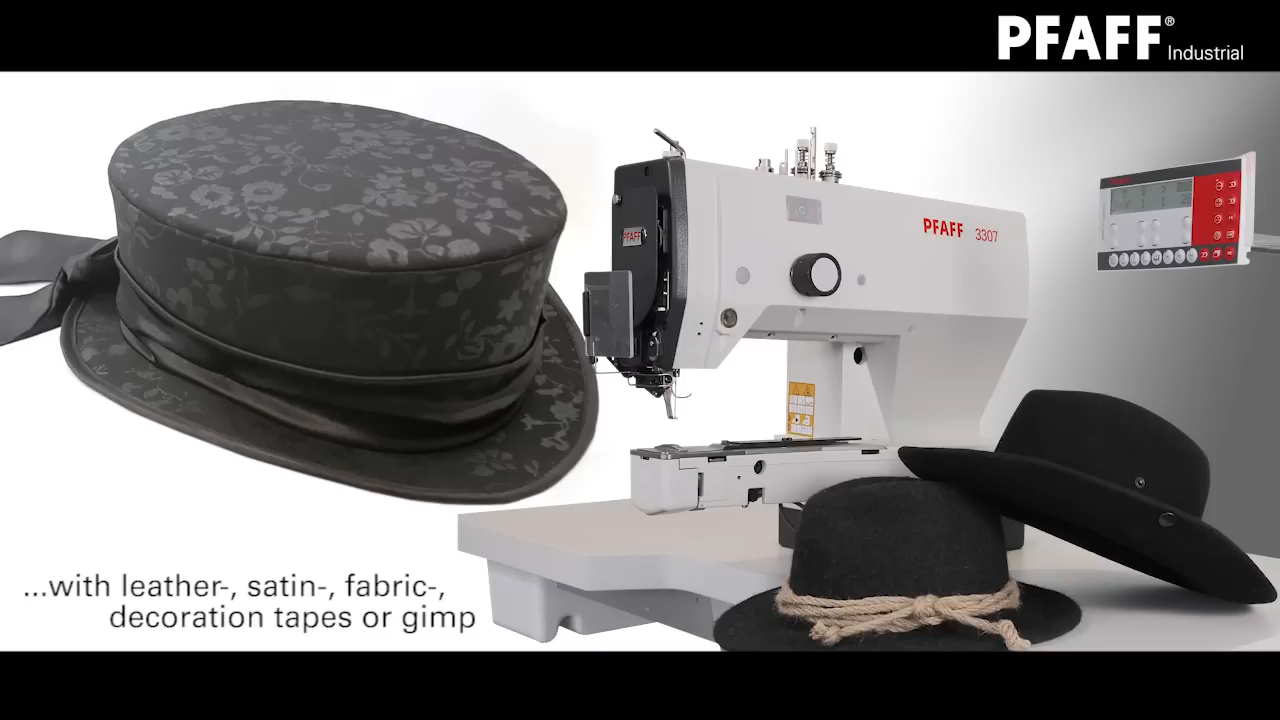 PFAFF®
Industrial
PFAFF 3307
PFAFF
...with leather-, satin-, fabric-,
decoration tapes or gimp